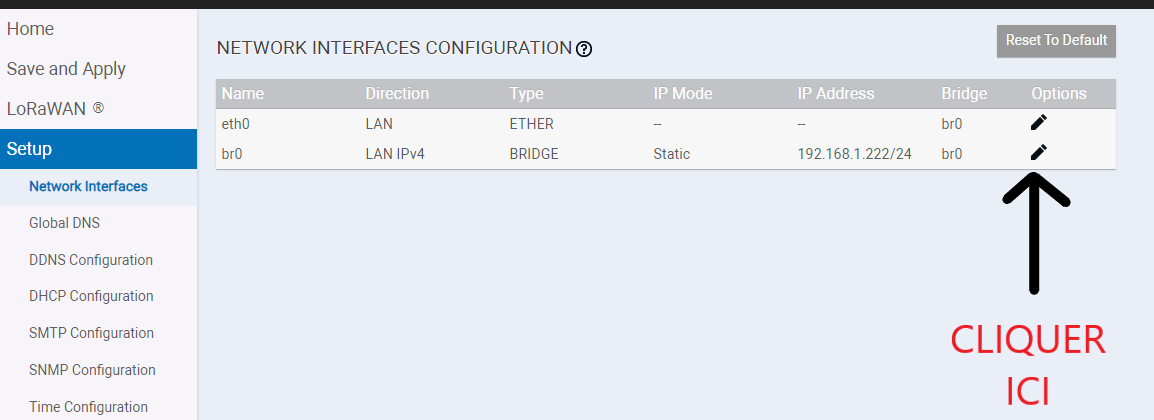 Home
Save and Apply
LoRaWAN ®
Setup
Network Interfaces
Global DNS
DDNS Configuration
DHCP Configuration
SMTP Configuration
SNMP Configuration
Time Configuration
NETWORK INTERFACES CONFIGURATION ?
Reset To Default
Name Direction Type IP Mode IP Address Bridge Options
eth0 LAN ETHER -- -- br0
br0 LAN IPv4 BRIDGE Static 192.168.1.222/24 br0
CLIQUER
ICI